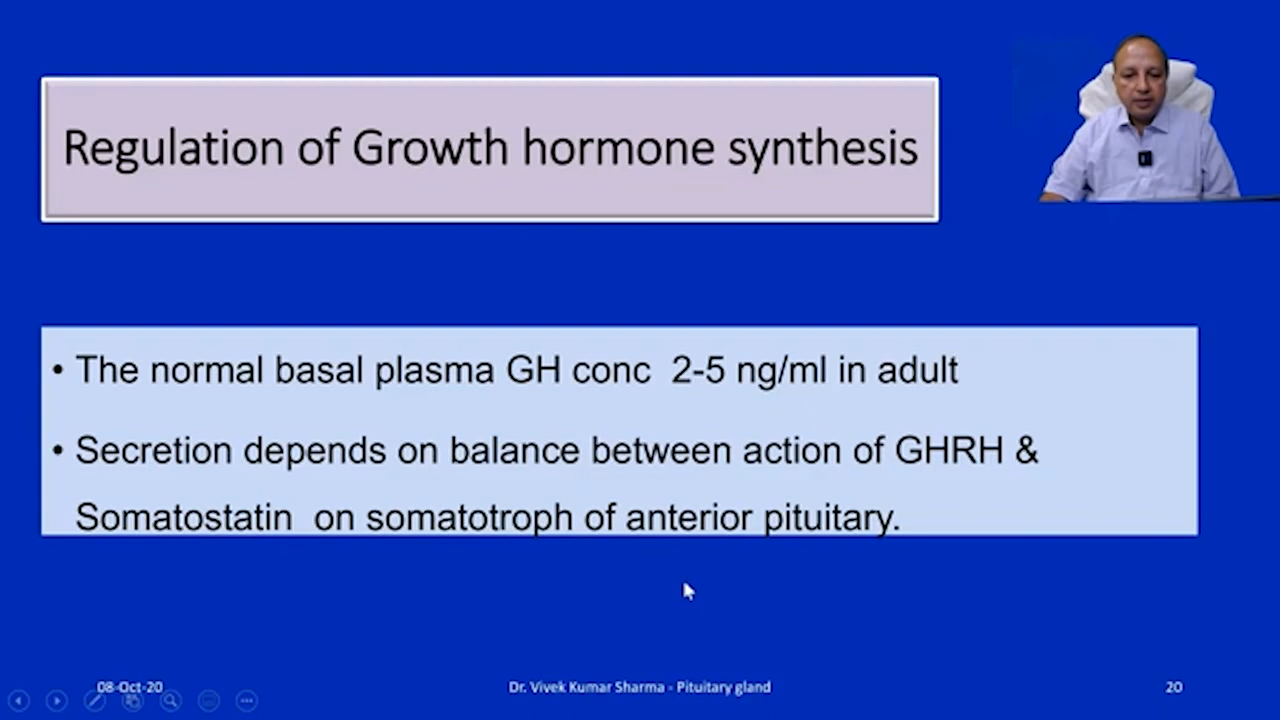 Regulation of Growth hormone synthesis
• The normal basal plasma GH conc 2-5 ng/ml in adult
• Secretion depends on balance between action of GHRH &
Somatostatin on somatotroph of anterior pituitary.
08-Oct-20
Dr. Vivek Kumar Sharma - Pituitary gland
20